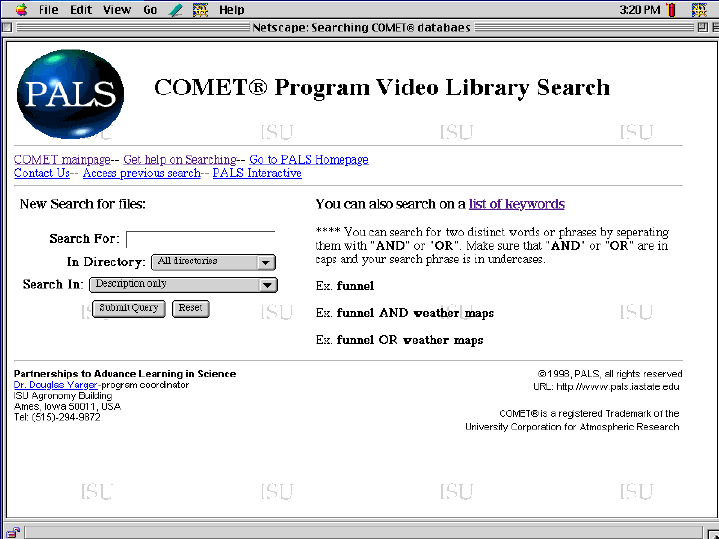 File Edit View Go Help 3:20 PM
Netscape: Searching COMET® databaes
PALS
COMET® Program Video Library Search
ISU ISU ISU ISU
COMET mainpage-- Get help on Searching-- Go to PALS Homepage
Contact Us-- Access previous search-- PALS Interactive
New Search for files:
Search For:
In Directory: All directories
Search In: Description only
Submit Query Reset
You can also search on a list of keywords
**** You can search for two distinct words or phrases by seperating
them with "AND" or "OR". Make sure that "AND" or "OR" are in
caps and your search phrase is in undercases.
Ex. funnel
Ex. funnel AND weather maps
Ex. funnel OR weather maps
ISU ISU ISU ISU
Partnerships to Advance Learning in Science
Dr. Douglas Yarger-program coordinator
ISU Agronomy Building
Ames, Iowa 50011, USA
Tel: (515)-294-9872
©1998, PALS, all rights reserved
URL: http://www.pals.iastate.edu
COMET® is a registered Trademark of the
University Corporation for Atmospheric Research
ISU ISU ISU ISU